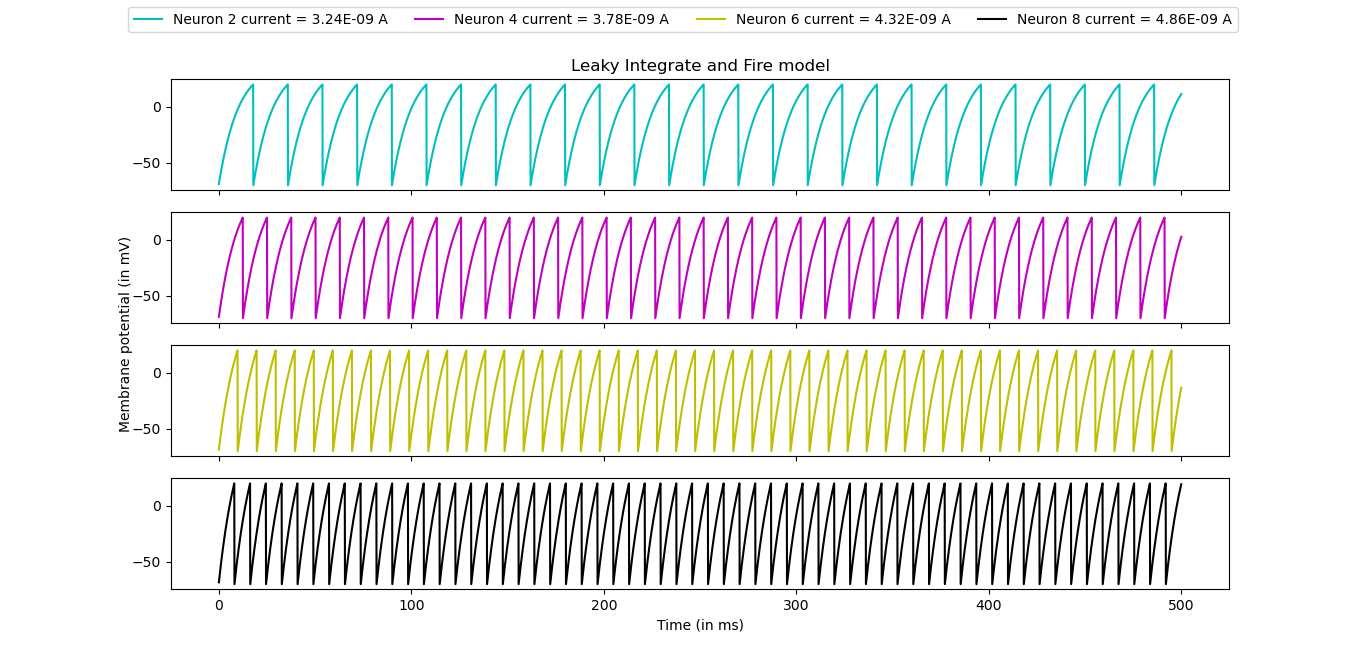 Neuron 2 current = 3.24E-09 A Neuron 4 current = 3.78E-09 A Neuron 6 current = 4.32E-09 A Neuron 8 current = 4.86E-09 A
Leaky Integrate and Fire model
0
−50
0
−50
Membrane potential (in mV)
0
−50
0
−50
0 100 200 300 400 500
Time (in ms)